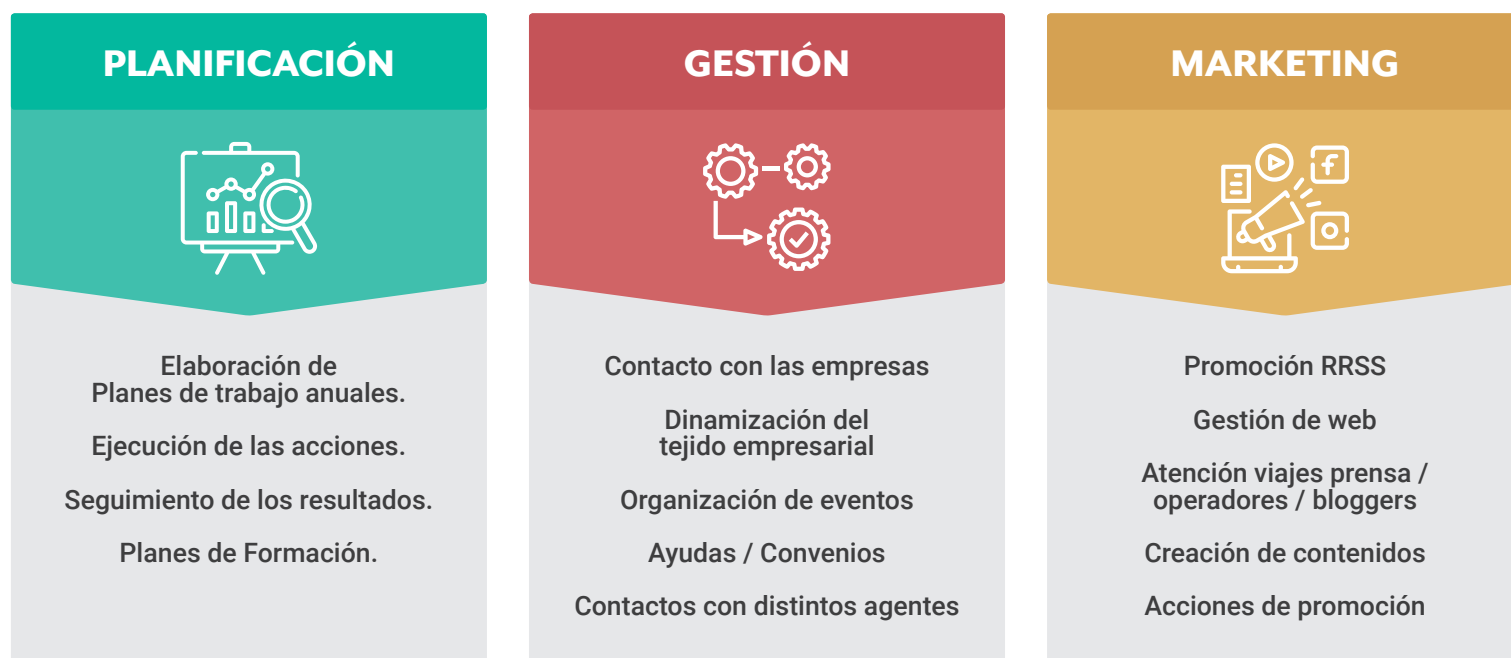 PLANIFICACIÓN
Elaboración de
Planes de trabajo anuales.
Ejecución de las acciones.
Seguimiento de los resultados.
Planes de Formación.
GESTIÓN
Contacto con las empresas
Dinamización del
tejido empresarial
Organización de eventos
Ayudas / Convenios
Contactos con distintos agentes
MARKETING
Promoción RRSS
Gestión de web
Atención viajes prensa /
operadores / bloggers
Creación de contenidos
Acciones de promoción